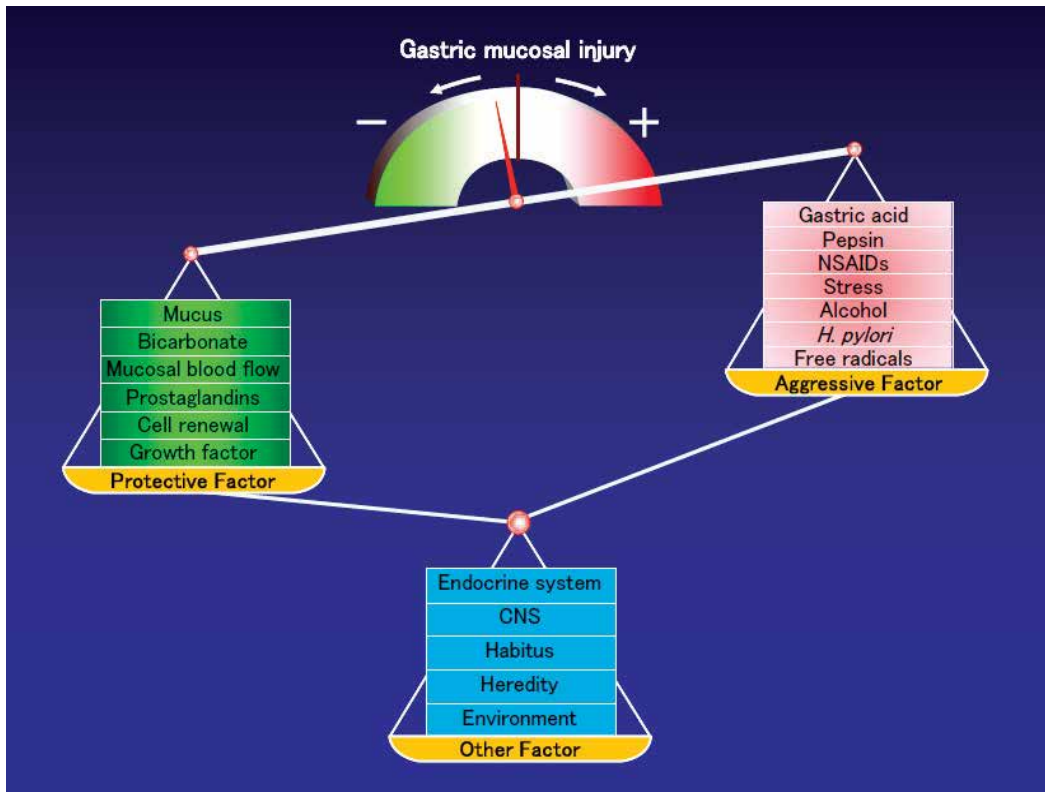 Gastric mucosal injury
−
+
Mucus
Bicarbonate
Mucosal blood flow
Prostaglandins
Cell renewal
Growth factor
Protective Factor
Gastric acid
Pepsin
NSAIDs
Stress
Alcohol
H. pylori
Free radicals
Aggressive Factor
Endocrine system
CNS
Habitus
Heredity
Environment
Other Factor